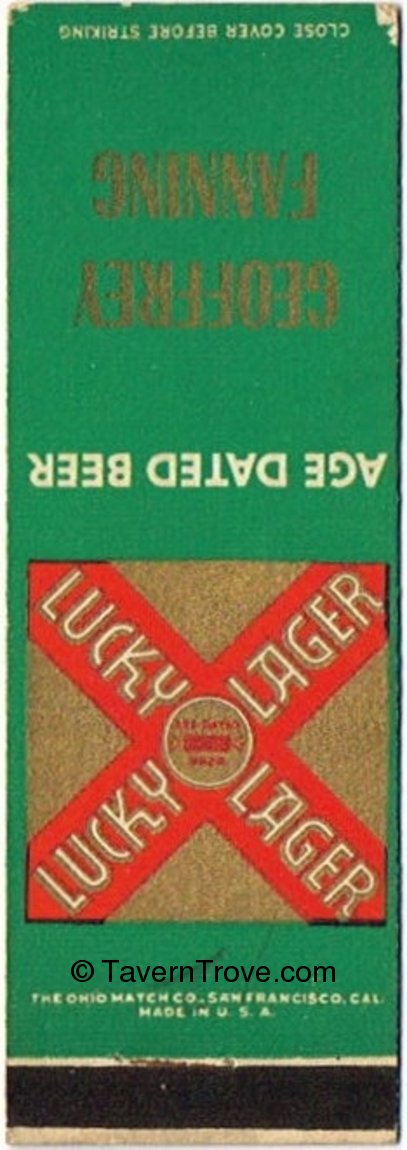 CLOSE COVER BEFORE STRIKING
GEOFFREY
FANNING
AGE DATED BEER
LUCKY LAGER
LUCKY LAGER
© TavernTrove.com
THE OHIO MATCH CO., SAN FRANCISCO, CAL.
MADE IN U. S. A.